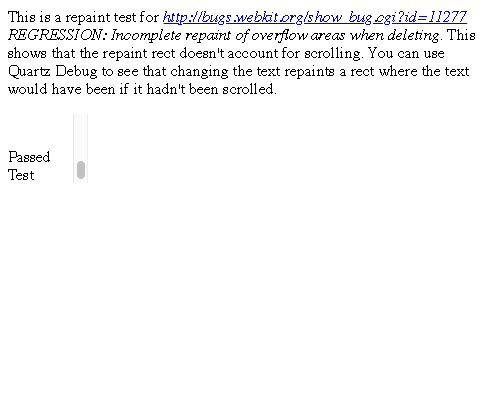 This is a repaint test for http://bugs.webkit.org/show_bug.cgi?id=11277
REGRESSION: Incomplete repaint of overflow areas when deleting. This
shows that the repaint rect doesn't account for scrolling. You can use
Quartz Debug to see that changing the text repaints a rect where the text
would have been if it hadn't been scrolled.
Passed
Test